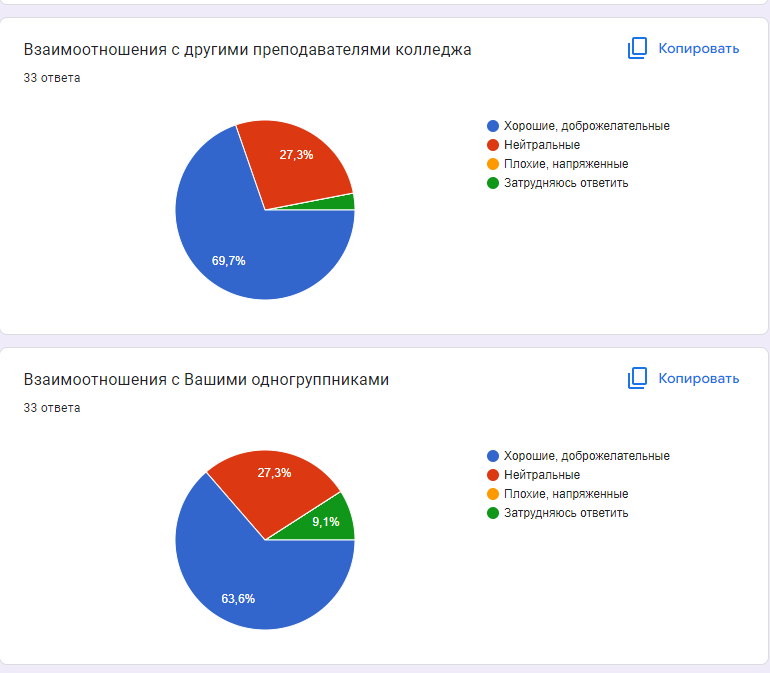 Взаимоотношения с другими преподавателями колледжа
Копировать
33 ответа
27,3%
69,7%
Хорошие, доброжелательные
Нейтральные
Плохие, напряженные
Затрудняюсь ответить
Взаимоотношения с Вашими одногруппниками
Копировать
33 ответа
27,3%
9,1%
63,6%
Хорошие, доброжелательные
Нейтральные
Плохие, напряженные
Затрудняюсь ответить